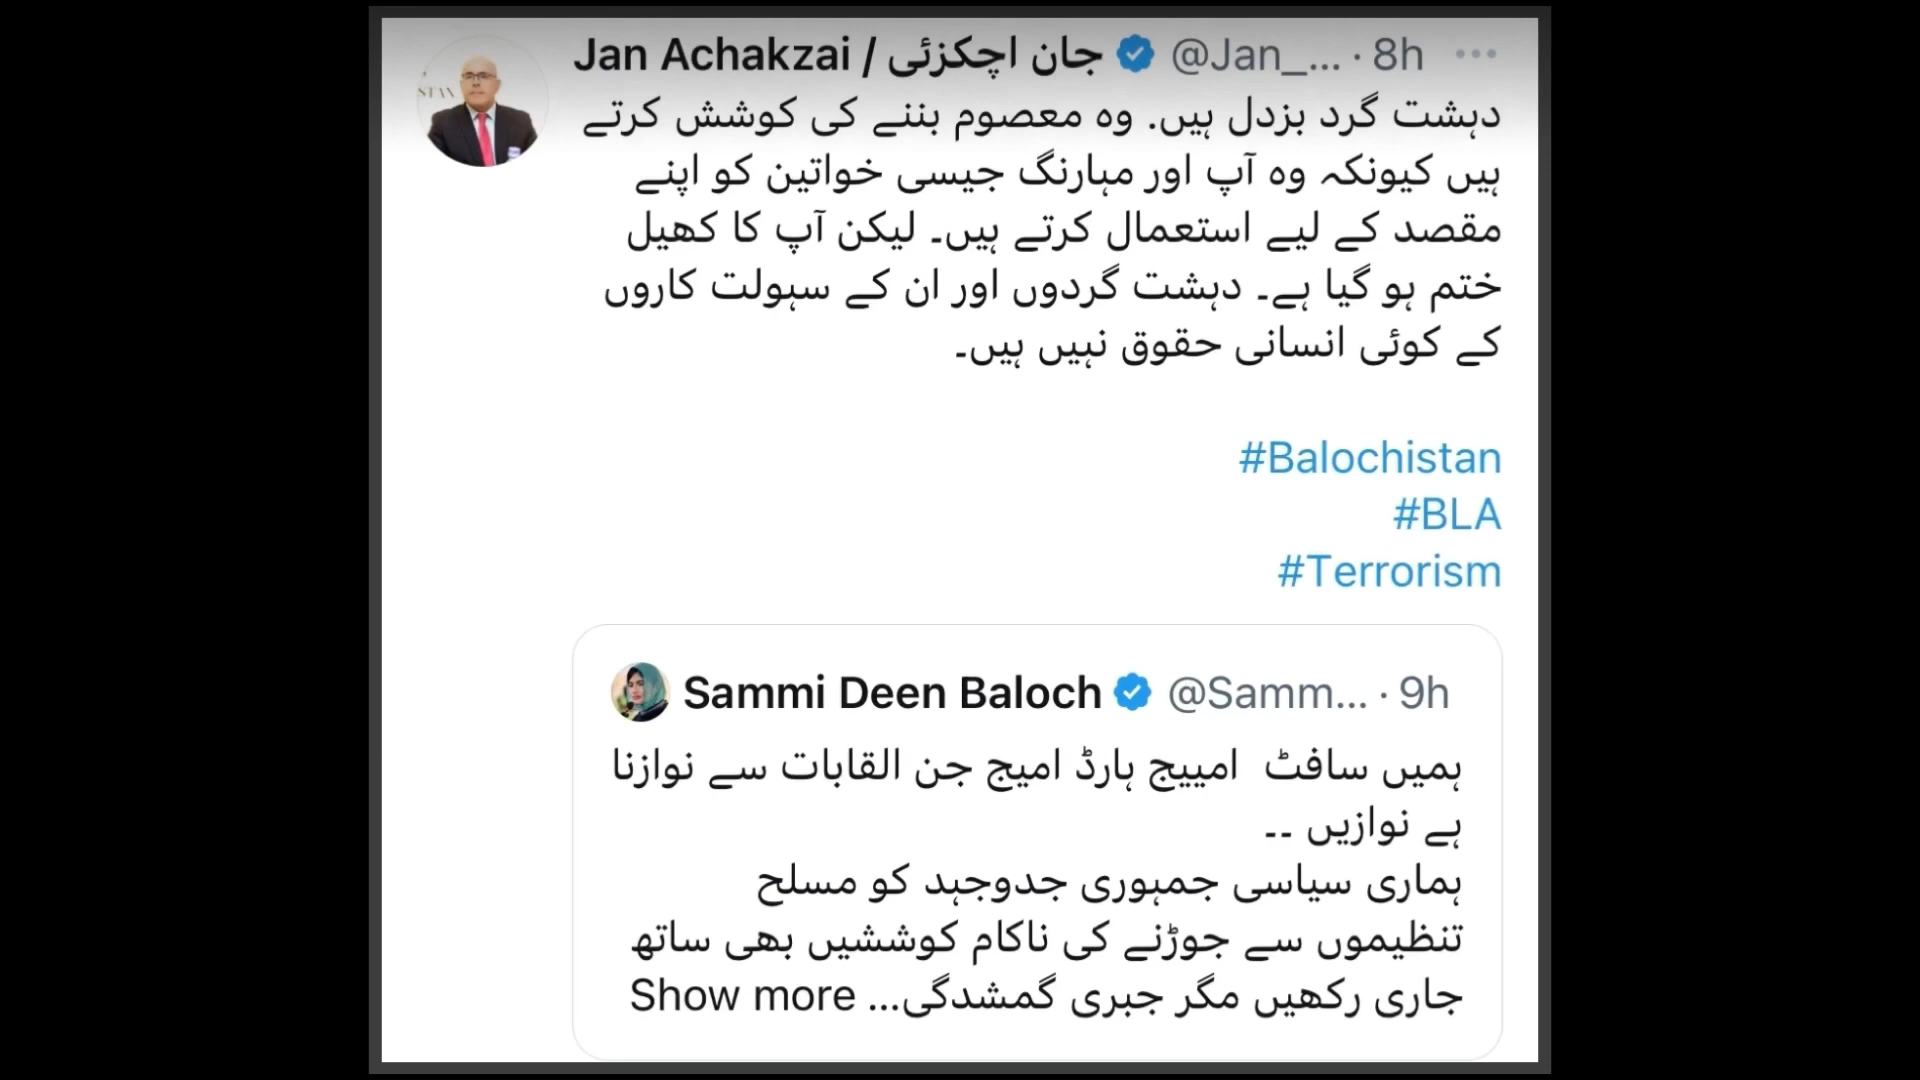 Jan Achakzai / جان اچکزئی @Jan_... · 8h
دہشت گرد بزدل ہیں. وہ معصوم بننے کی کوشش کرتے
ہیں کیونکہ وہ آپ اور مہارنگ جیسی خواتین کو اپنے
مقصد کے لیے استعمال کرتے ہیں۔ لیکن آپ کا کھیل
ختم ہو گیا ہے۔ دہشت گردوں اور ان کے سہولت کاروں
کے کوئی انسانی حقوق نہیں ہیں۔
#Balochistan
#BLA
#Terrorism
Sammi Deen Baloch @Samm... · 9h
ہمیں سافٹ امییج ہارڈ امیج جن القابات سے نوازنا
ہے نوازیں --
ہماری سیاسی جمہوری جدوجہد کو مسلح
تنظیموں سے جوڑنے کی ناکام کوششیں بھی ساتھ
جاری رکھیں مگر جبری گمشدگی... Show more